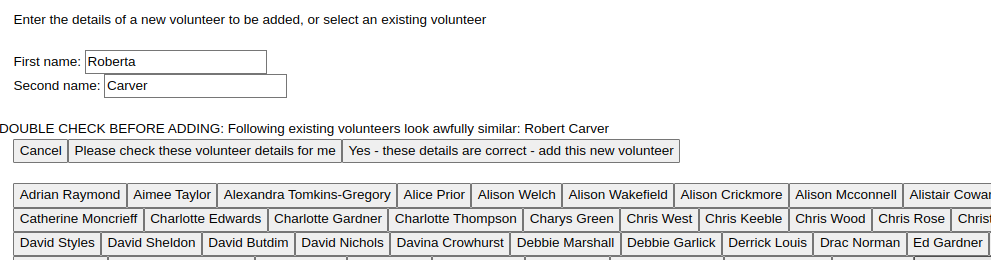 Enter the details of a new volunteer to be added, or select an existing volunteer
First name: Roberta
Second name: Carver
DOUBLE CHECK BEFORE ADDING: Following existing volunteers look awfully similar: Robert Carver
Cancel Please check these volunteer details for me Yes - these details are correct - add this new volunteer
Adrian Raymond Aimee Taylor Alexandra Tomkins-Gregory Alice Prior Alison Welch Alison Wakefield Alison Crickmore Alison Mcconnell Alistair Cowar
Catherine Moncrieff Charlotte Edwards Charlotte Gardner Charlotte Thompson Charys Green Chris West Chris Keeble Chris Wood Chris Rose Christ
David Styles David Sheldon David Butdim David Nichols Davina Crowhurst Debbie Marshall Debbie Garlick Derrick Louis Drac Norman Ed Gardner